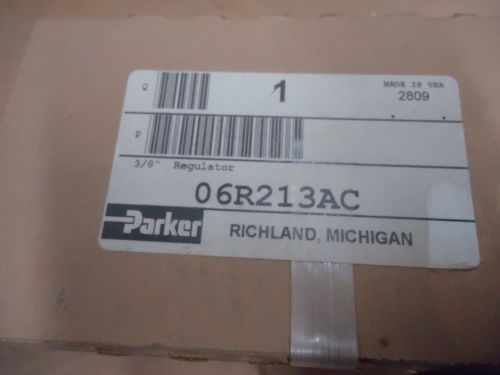 Q 1 MADE IN USA
2809
P
3/8" Regulator
06R213AC
Parker RICHLAND, MICHIGAN